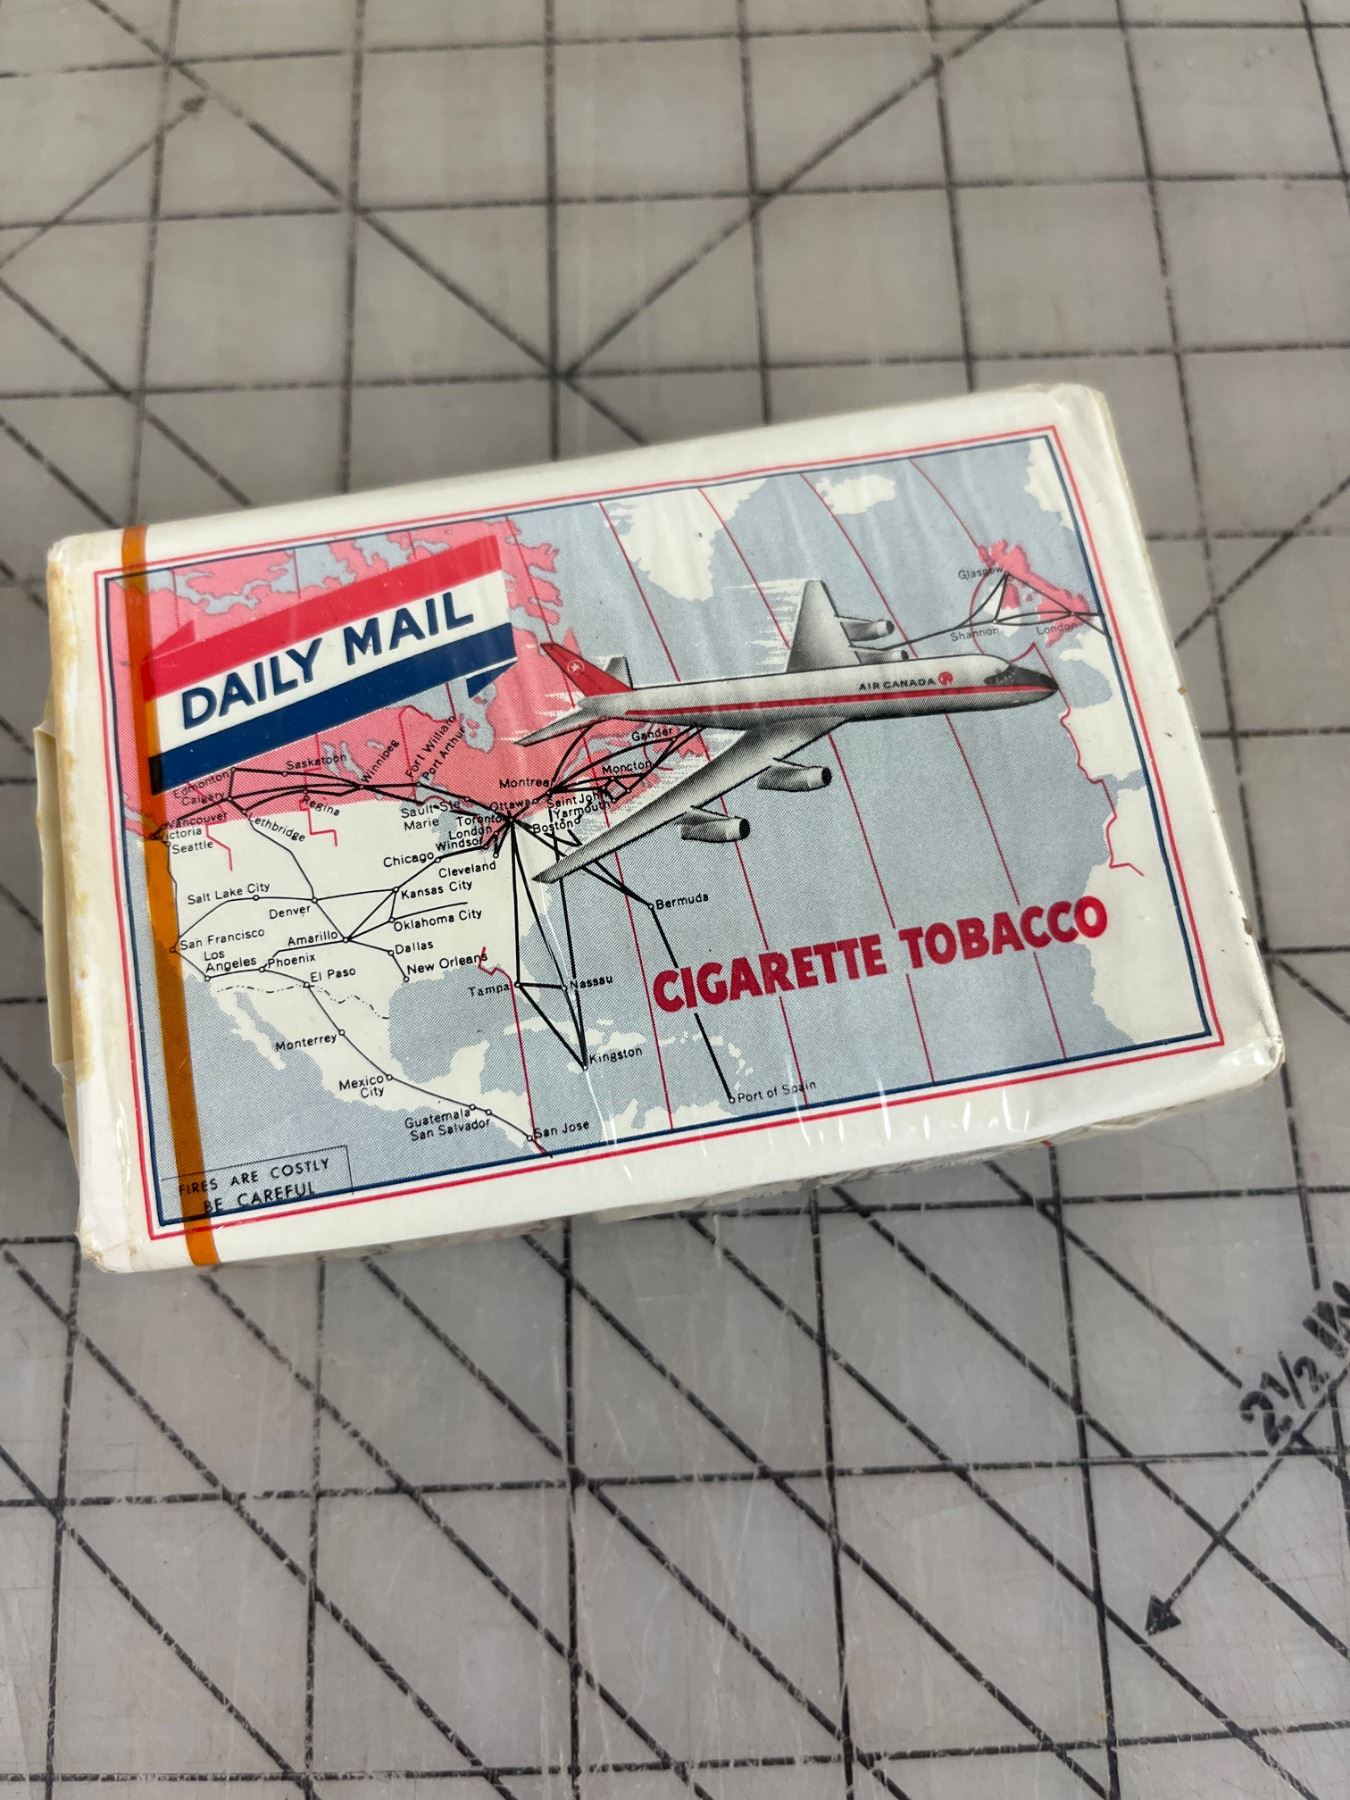 DAILY MAIL
AIR CANADA
CIGARETTE TOBACCO
Glasgow
Shannon
London
Gander
Moncton
Montreal
Ottawa
Saint John
Yarmouth
Boston
Toronto
London
Windsor
Cleveland
Chicago
Sault Ste
Marie
Fort William
Port Arthur
Winnipeg
Saskatoon
Regina
Edmonton
Calgary
Lethbridge
Vancouver
Victoria
Seattle
Salt Lake City
Denver
Kansas City
Oklahoma City
Amarillo
Dallas
San Francisco
Los
Angeles
Phoenix
El Paso
New Orleans
Tampa
Nassau
Bermuda
Kingston
Port of Spain
Monterrey
Mexico
City
Guatemala
San Salvador
San Jose
FIRES ARE COSTLY
BE CAREFUL
2 1/2